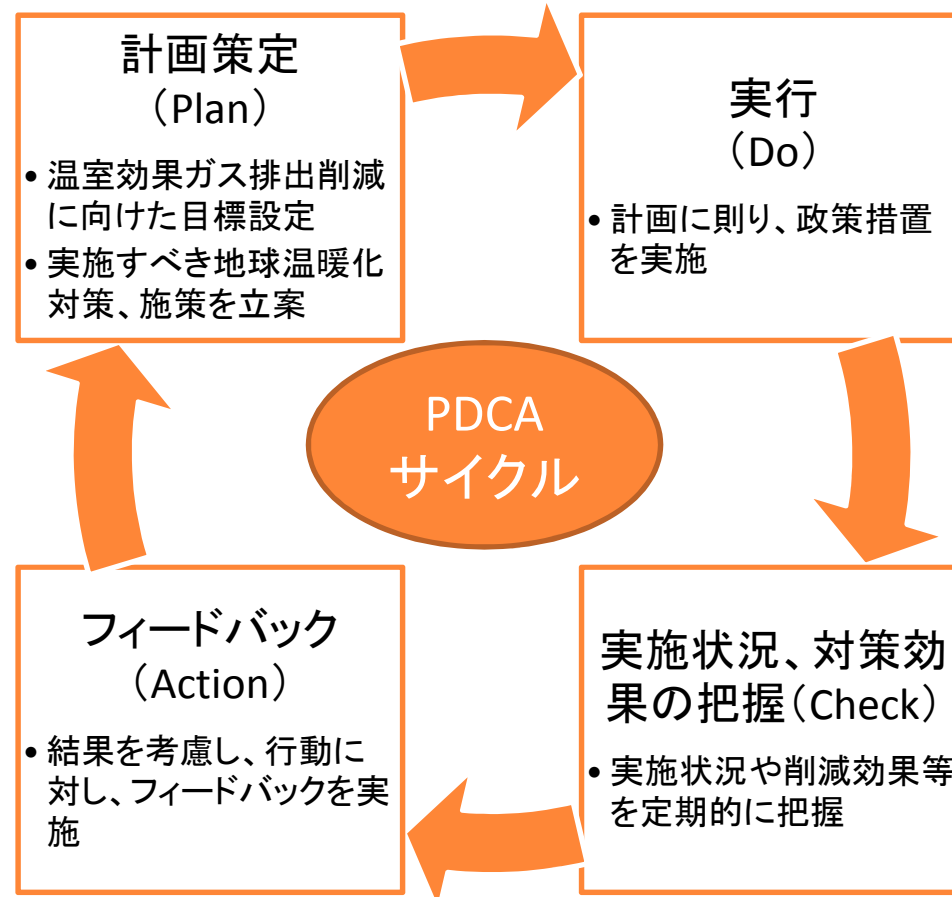 計画策定
（Plan）
• 温室効果ガス排出削減
に向けた目標設定
• 実施すべき地球温暖化
対策、施策を立案
実行
（Do）
• 計画に則り、政策措置
を実施
PDCA
サイクル
フィードバック
（Action）
• 結果を考慮し、行動に
対し、フィードバックを実
施
実施状況、対策効
果の把握（Check）
• 実施状況や削減効果等
を定期的に把握